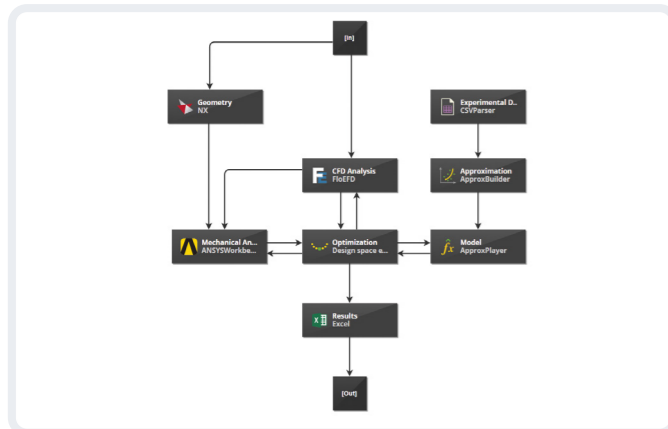 [In]
Geometry
NX
Experimental D..
CSVParser
CFD Analysis
FloEFD
Approximation
ApproxBuilder
Mechanical An...
ANSYSWorkbe...
Optimization
Design space e...
Model
ApproxPlayer
Results
Excel
[Out]